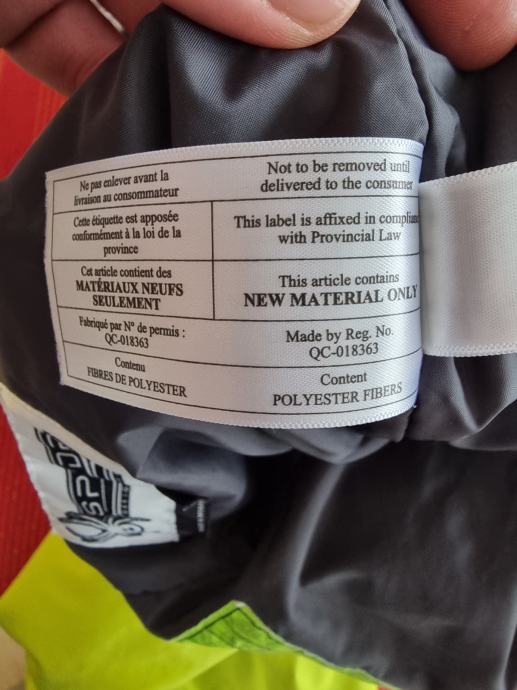 Ne pas enlever avant la
livraison au consommateur
Not to be removed until
delivered to the consumer
Cette étiquette est apposée
conformément à la loi de la
province
This label is affixed in complianc
with Provincial Law
Cet article contient des
MATÉRIAUX NEUFS
SEULEMENT
This article contains
NEW MATERIAL ONLY
Fabriqué par N° de permis :
QC-018363
Made by Reg. No.
QC-018363
Contenu
FIBRES DE POLYESTER
Content
POLYESTER FIBERS